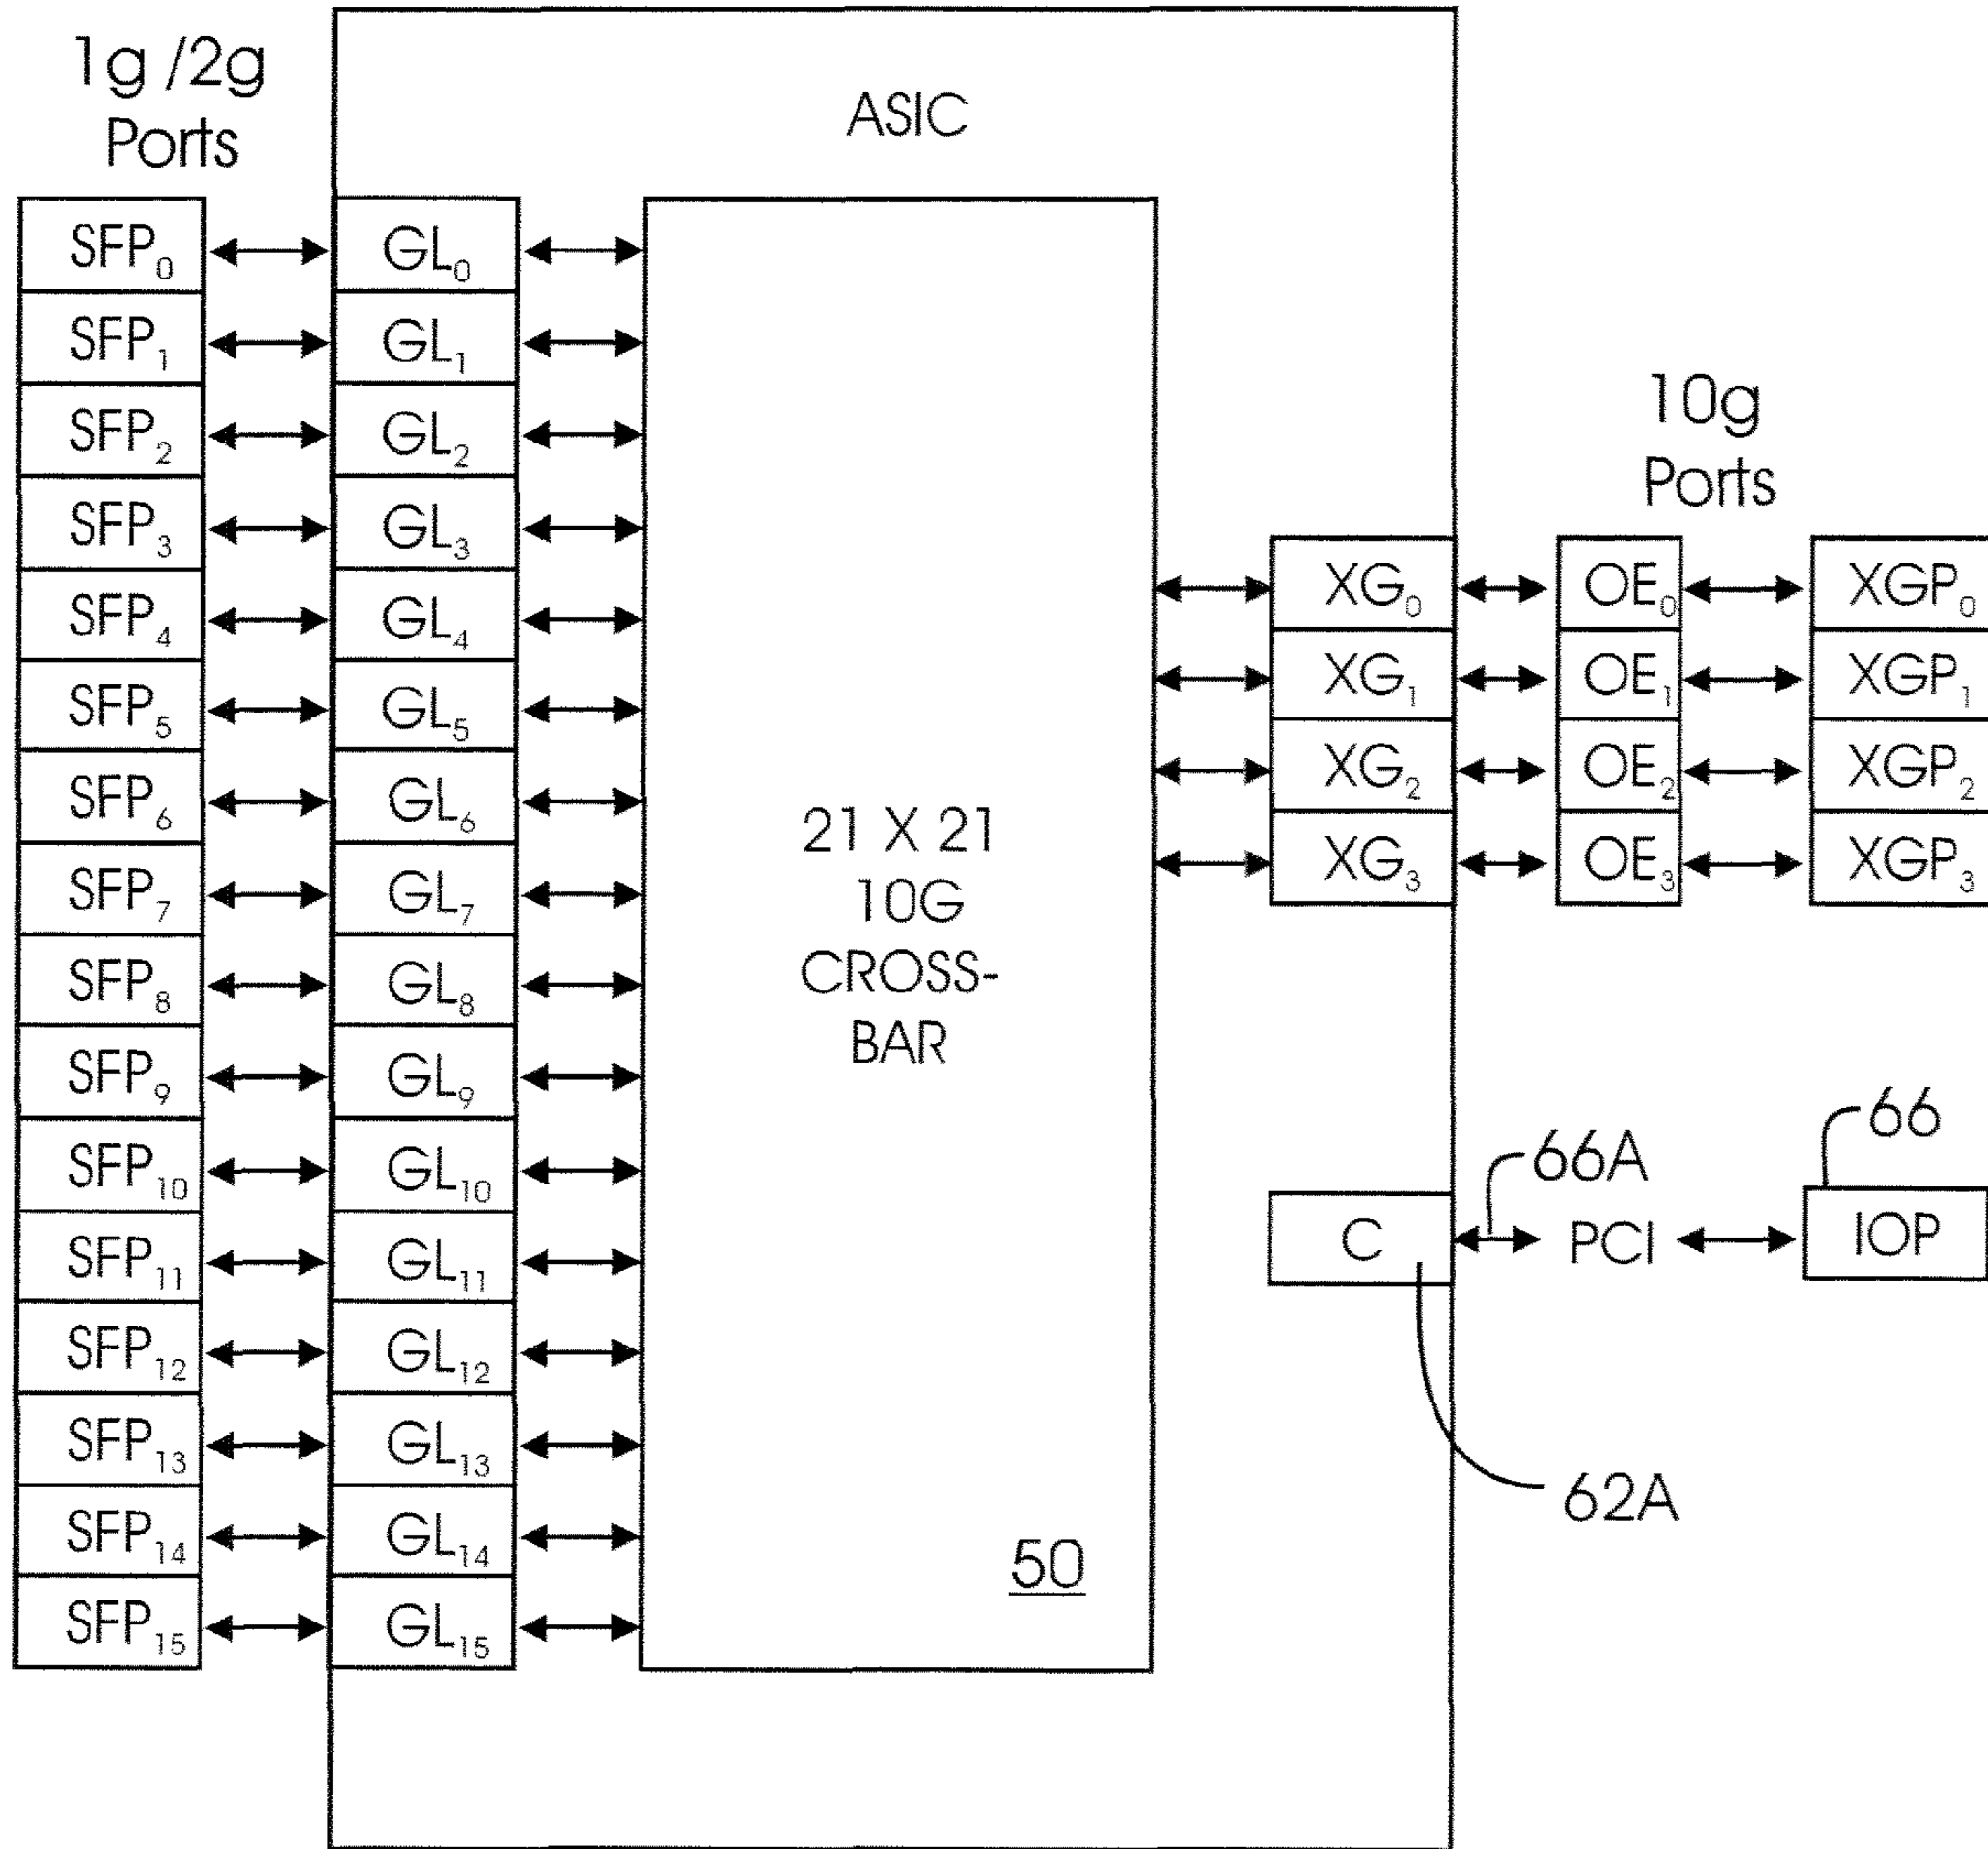 1g /2g
Ports
ASIC
10g
Ports
SFP0 GL0
SFP1 GL1
SFP2 GL2
SFP3 GL3
SFP4 GL4
SFP5 GL5
SFP6 GL6
SFP7 GL7
SFP8 GL8
SFP9 GL9
SFP10 GL10
SFP11 GL11
SFP12 GL12
SFP13 GL13
SFP14 GL14
SFP15 GL15
21 X 21
10G
CROSS-
BAR
50
XG0 OE0 XGP0
XG1 OE1 XGP1
XG2 OE2 XGP2
XG3 OE3 XGP3
66
66A
C PCI IOP
62A